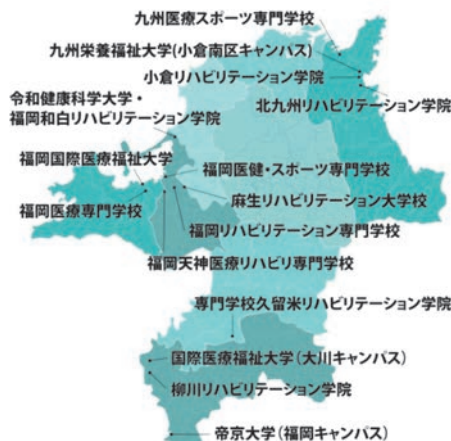 九州医療スポーツ専門学校
九州栄養福祉大学(小倉南区キャンパス)
小倉リハビリテーション学院
北九州リハビリテーション学院
令和健康科学大学・
福岡和白リハビリテーション学院
福岡国際医療福祉大学
福岡医健・スポーツ専門学校
福岡医療専門学校
麻生リハビリテーション大学校
福岡リハビリテーション専門学校
福岡天神医療リハビリ専門学校
専門学校久留米リハビリテーション学院
国際医療福祉大学(大川キャンパス)
柳川リハビリテーション学院
帝京大学(福岡キャンパス)